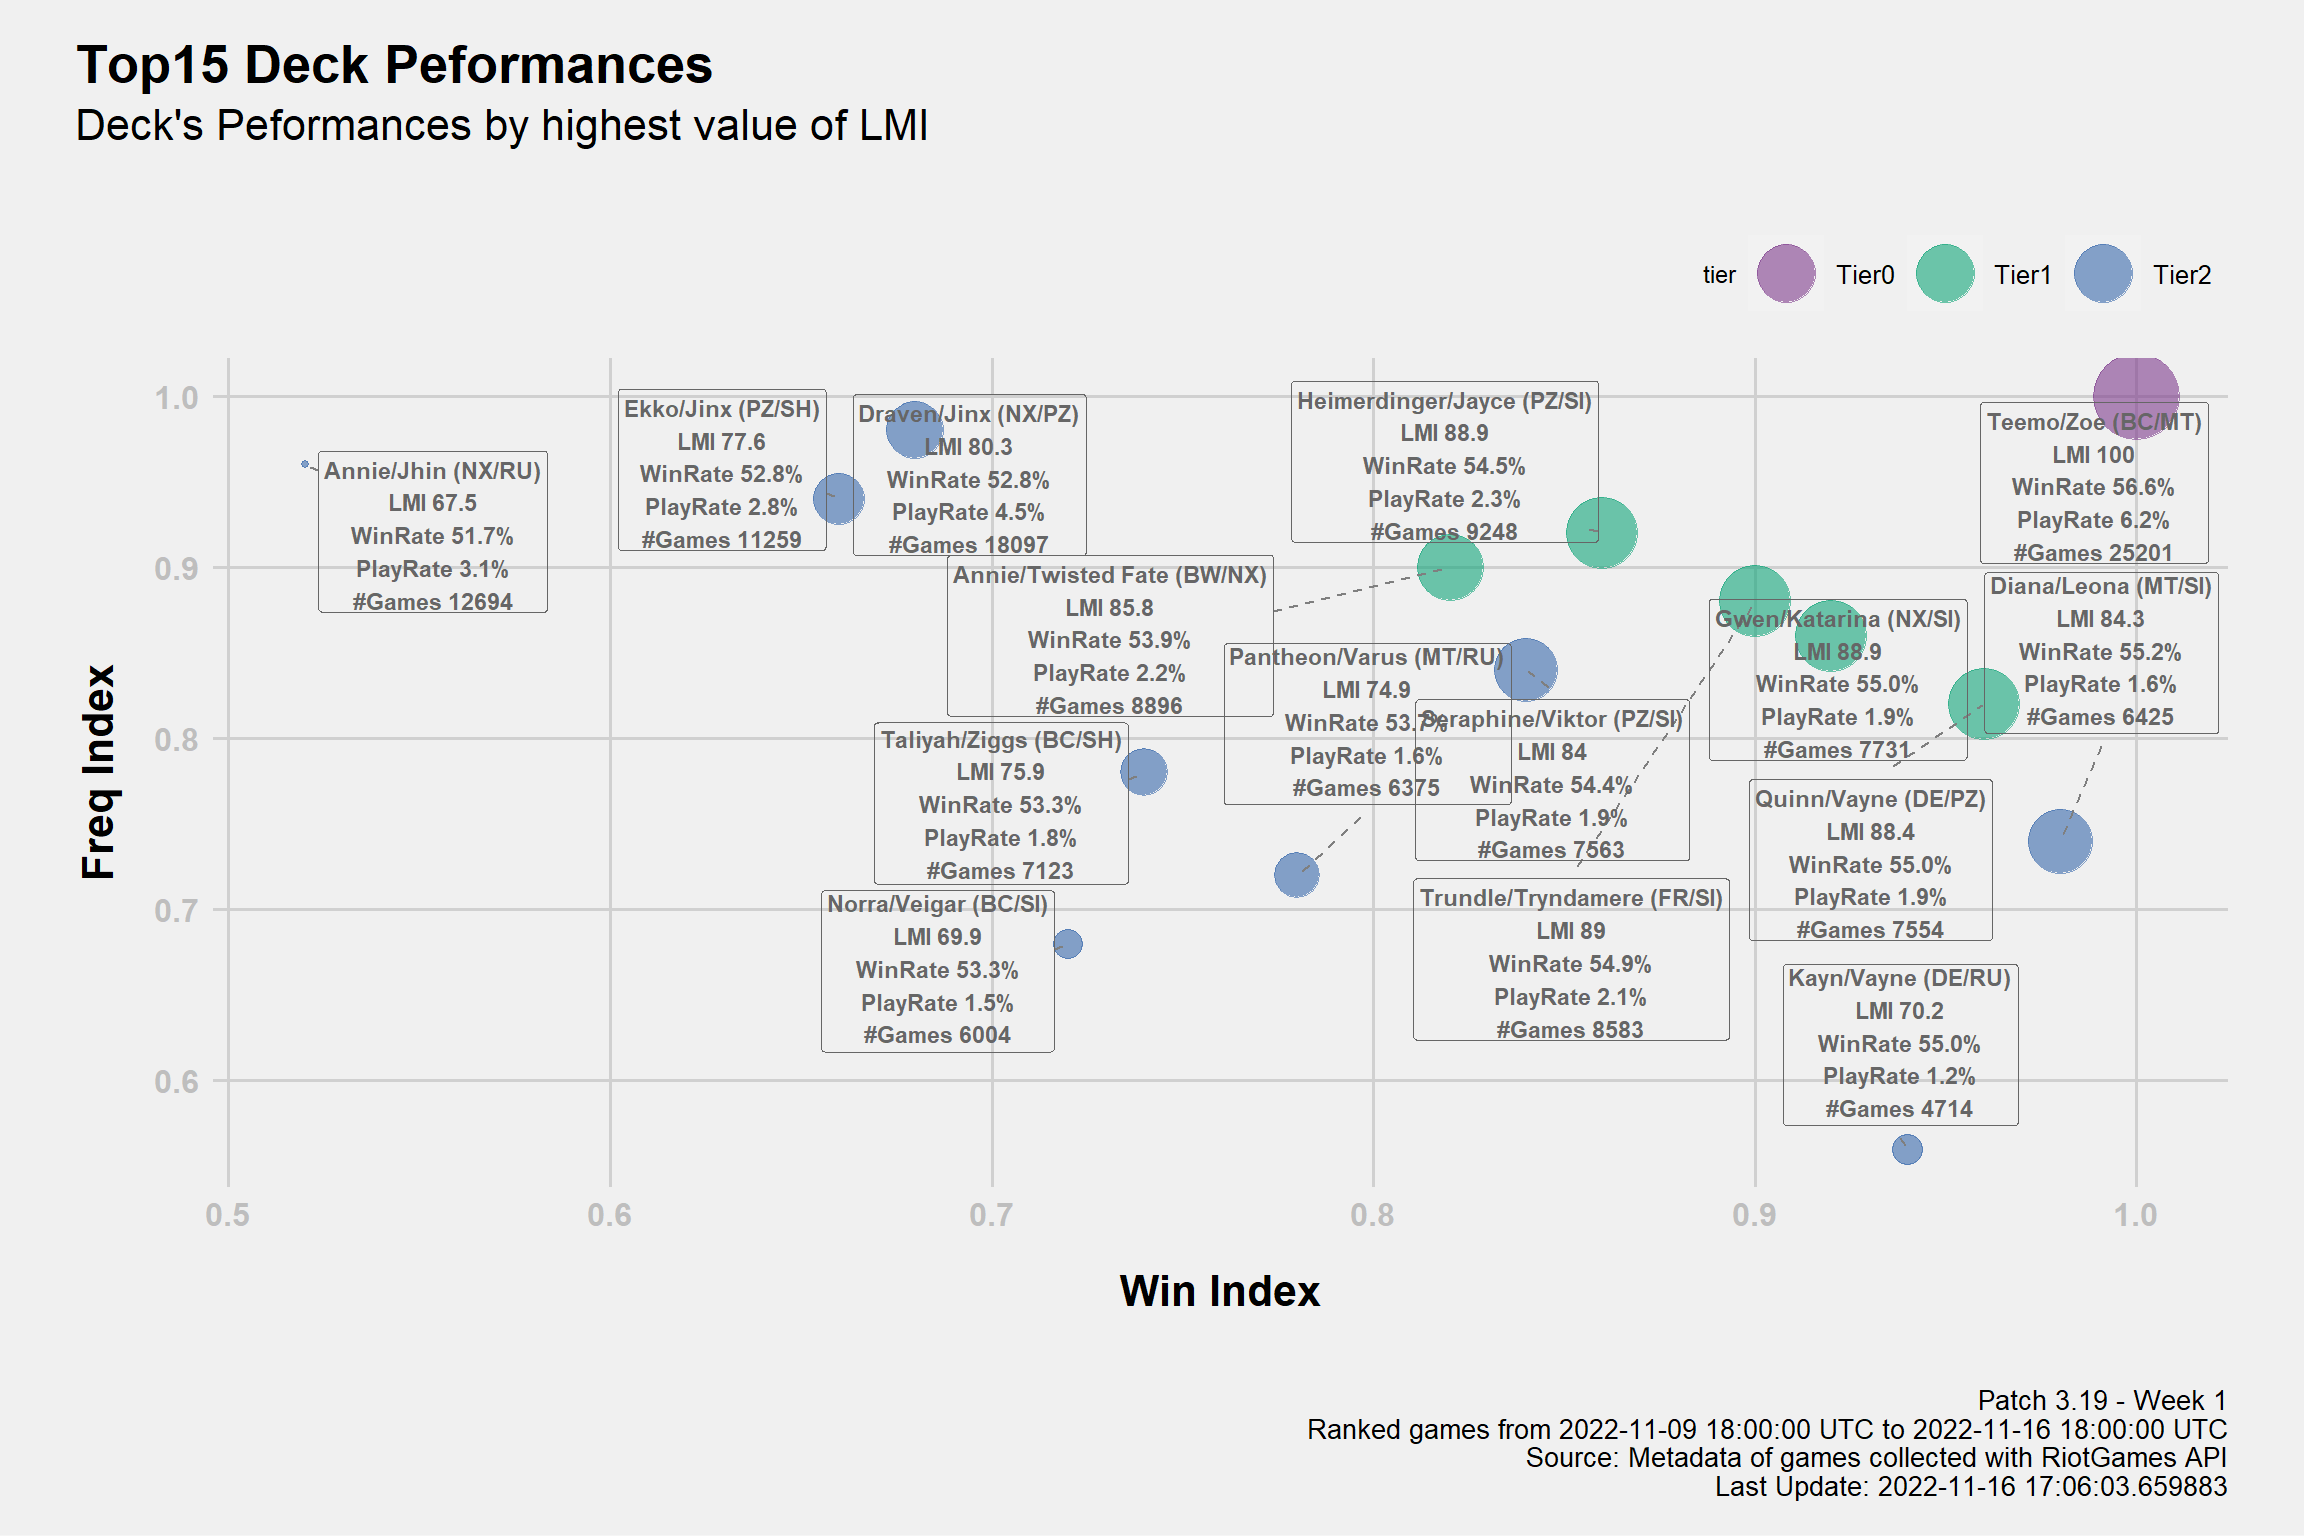 Top15 Deck Peformances
Deck's Peformances by highest value of LMI
tier
Tier0
Tier1
Tier2
Freq Index
1.0
0.9
0.8
0.7
0.6
Annie/Jhin (NX/RU)
LMI 67.5
WinRate 51.7%
PlayRate 3.1%
#Games 12694
Ekko/Jinx (PZ/SH)
LMI 77.6
WinRate 52.8%
PlayRate 2.8%
#Games 11259
Draven/Jinx (NX/PZ)
LMI 80.3
WinRate 52.8%
PlayRate 4.5%
#Games 18097
Heimerdinger/Jayce (PZ/SI)
LMI 88.9
WinRate 54.5%
PlayRate 2.3%
#Games 9248
Teemo/Zoe (BC/MT)
LMI 100
WinRate 56.6%
PlayRate 6.2%
#Games 25201
Annie/Twisted Fate (BW/NX)
LMI 85.8
WinRate 53.9%
PlayRate 2.2%
#Games 8896
Diana/Leona (MT/SI)
LMI 84.3
WinRate 55.2%
PlayRate 1.6%
#Games 6425
Gwen/Katarina (NX/SI)
LMI 88.9
WinRate 55.0%
PlayRate 1.9%
#Games 7731
Pantheon/Varus (MT/RU)
LMI 74.9
WinRate 53.7%
PlayRate 1.6%
#Games 6375
Seraphine/Viktor (PZ/SI)
LMI 84
WinRate 54.4%
PlayRate 1.9%
#Games 7563
Taliyah/Ziggs (BC/SH)
LMI 75.9
WinRate 53.3%
PlayRate 1.8%
#Games 7123
Quinn/Vayne (DE/PZ)
LMI 88.4
WinRate 55.0%
PlayRate 1.9%
#Games 7554
Trundle/Tryndamere (FR/SI)
LMI 89
WinRate 54.9%
PlayRate 2.1%
#Games 8583
Norra/Veigar (BC/SI)
LMI 69.9
WinRate 53.3%
PlayRate 1.5%
#Games 6004
Kayn/Vayne (DE/RU)
LMI 70.2
WinRate 55.0%
PlayRate 1.2%
#Games 4714
0.5
0.6
0.7
0.8
0.9
1.0
Win Index
Patch 3.19 - Week 1
Ranked games from 2022-11-09 18:00:00 UTC to 2022-11-16 18:00:00 UTC
Source: Metadata of games collected with RiotGames API
Last Update: 2022-11-16 17:06:03.659883